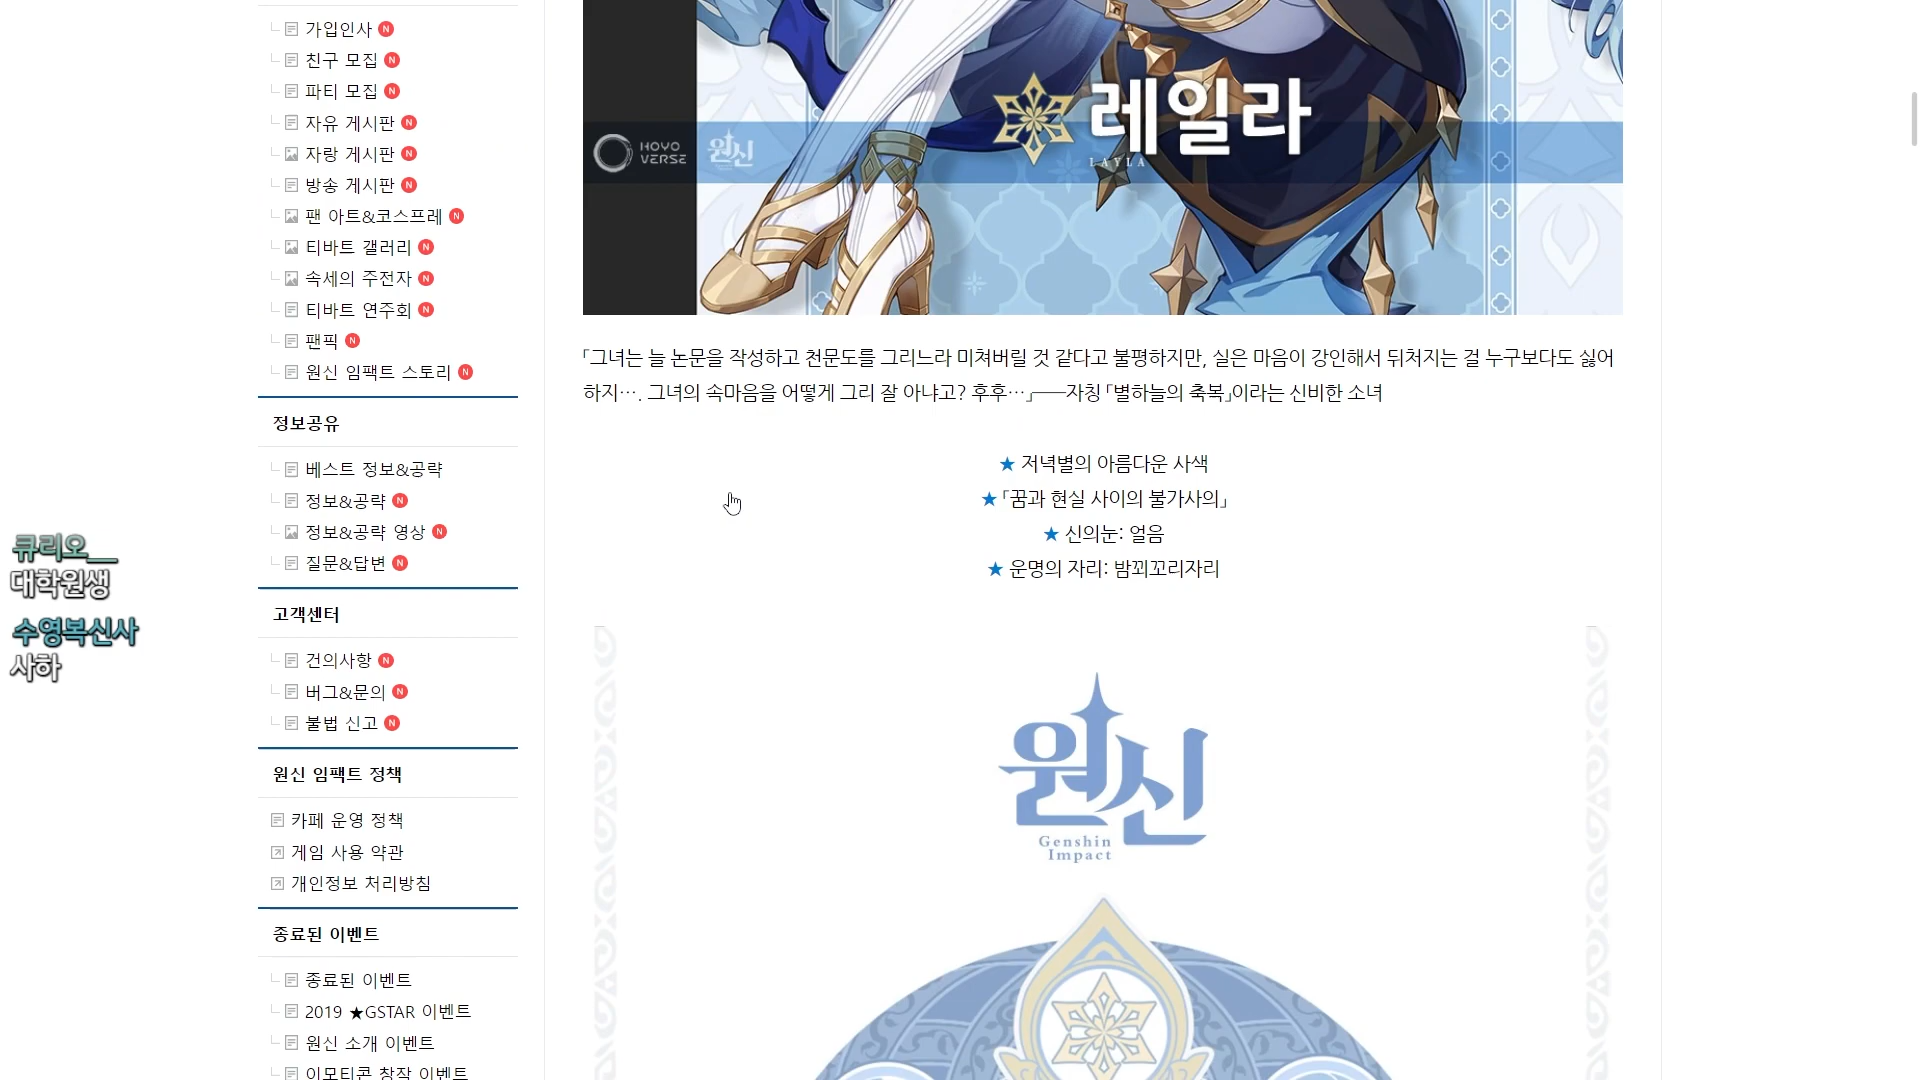 가입인사 N
친구 모집 N
파티 모집 N
자유 게시판 N
자랑 게시판 N
방송 게시판 N
팬 아트&코스프레 N
티바트 갤러리 N
속세의 주전자 N
티바트 연주회 N
팬픽 N
원신 임팩트 스토리 N
정보공유
베스트 정보&공략
정보&공략 N
정보&공략 영상 N
질문&답변 N
고객센터
건의사항 N
버그&문의 N
불법 신고 N
원신 임팩트 정책
카페 운영 정책
게임 사용 약관
개인정보 처리방침
종료된 이벤트
종료된 이벤트
2019 ★GSTAR 이벤트
원신 소개 이벤트
이모티콘 창작 이벤트
큐리오__
대학원생
수영복신사
사하
HOYO
VERSE
원신
레일라
LAYLA
「그녀는 늘 논문을 작성하고 천문도를 그리느라 미쳐버릴 것 같다고 불평하지만, 실은 마음이 강인해서 뒤처지는 걸 누구보다도 싫어
하지…. 그녀의 속마음을 어떻게 그리 잘 아냐고? 후후…」──자칭 「별하늘의 축복」이라는 신비한 소녀
★ 저녁별의 아름다운 사색
★ 「꿈과 현실 사이의 불가사의」
★ 신의눈: 얼음
★ 운명의 자리: 밤꾀꼬리자리
원신
Genshin
Impact